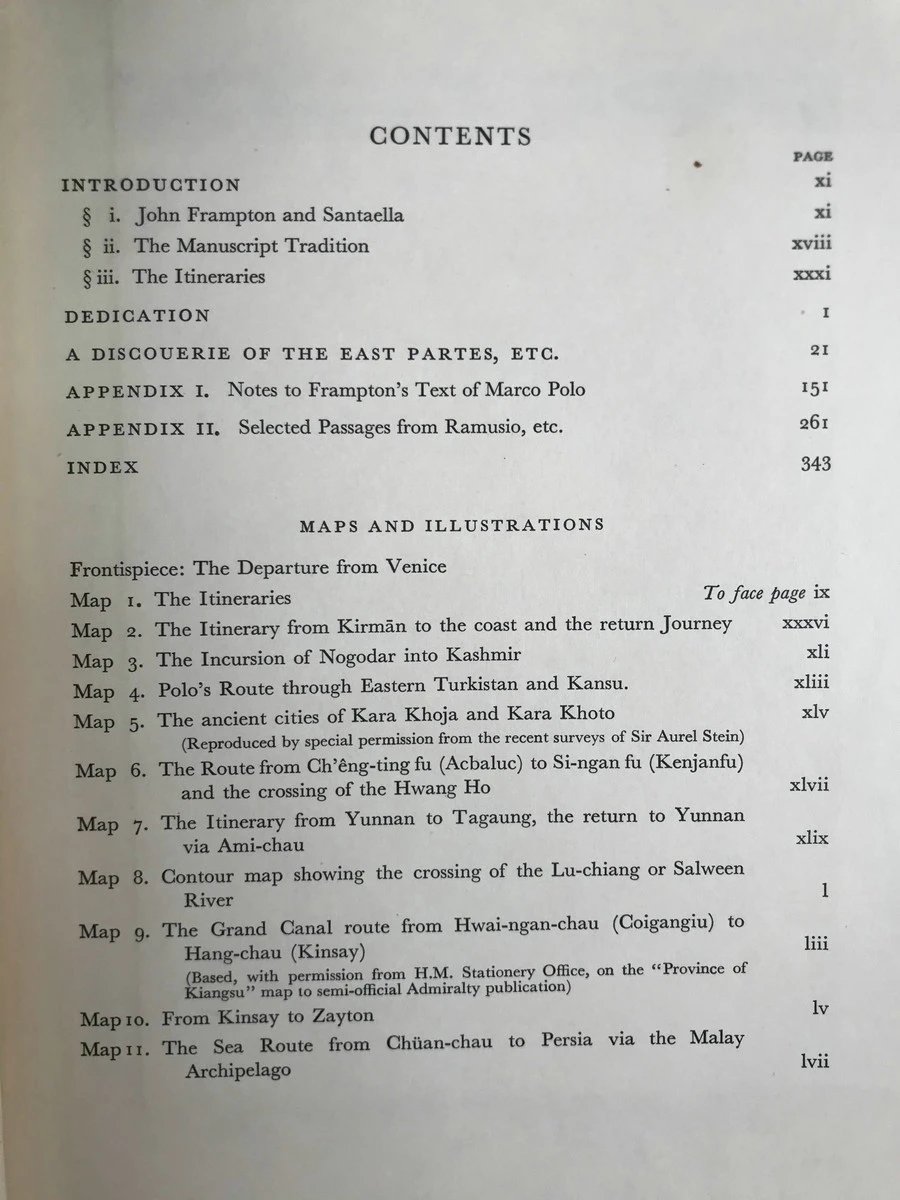 CONTENTS
PAGE
INTRODUCTION xi
§ i. John Frampton and Santaella xi
§ ii. The Manuscript Tradition xviii
§ iii. The Itineraries xxxi
DEDICATION 1
A DISCOUERIE OF THE EAST PARTES, ETC. 21
APPENDIX I. Notes to Frampton's Text of Marco Polo 151
APPENDIX II. Selected Passages from Ramusio, etc. 261
INDEX 343
MAPS AND ILLUSTRATIONS
Frontispiece: The Departure from Venice
Map 1. The Itineraries To face page ix
Map 2. The Itinerary from Kirmān to the coast and the return Journey xxxvi
Map 3. The Incursion of Nogodar into Kashmir xli
Map 4. Polo's Route through Eastern Turkistan and Kansu. xliii
Map 5. The ancient cities of Kara Khoja and Kara Khoto xlv
(Reproduced by special permission from the recent surveys of Sir Aurel Stein)
Map 6. The Route from Ch'êng-ting fu (Acbaluc) to Si-ngan fu (Kenjanfu)
and the crossing of the Hwang Ho xlvii
Map 7. The Itinerary from Yunnan to Tagaung, the return to Yunnan
via Ami-chau xlix
Map 8. Contour map showing the crossing of the Lu-chiang or Salween
River l
Map 9. The Grand Canal route from Hwai-ngan-chau (Coigangiu) to
Hang-chau (Kinsay) liii
(Based, with permission from H.M. Stationery Office, on the "Province of
Kiangsu" map to semi-official Admiralty publication)
Map 10. From Kinsay to Zayton lv
Map 11. The Sea Route from Chüan-chau to Persia via the Malay
Archipelago lvii